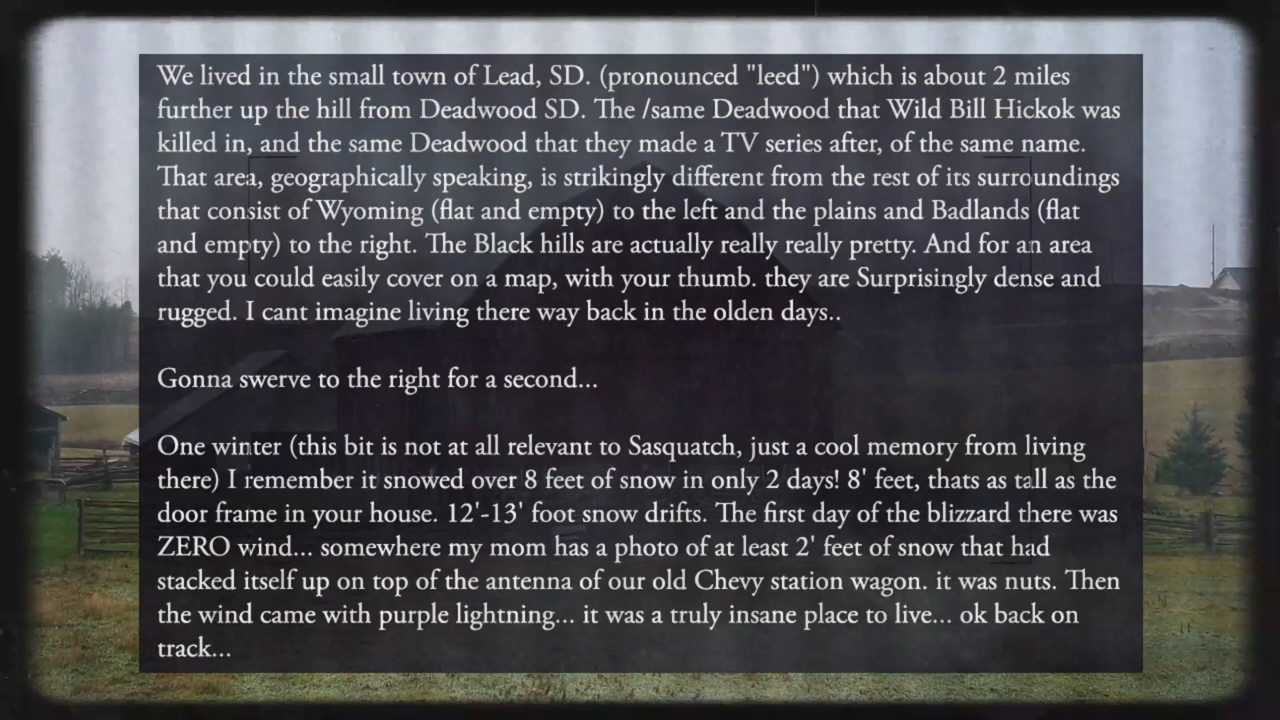 We lived in the small town of Lead, SD. (pronounced "leed") which is about 2 miles
further up the hill from Deadwood SD. The /same Deadwood that Wild Bill Hickok was
killed in, and the same Deadwood that they made a TV series after, of the same name.
That area, geographically speaking, is strikingly different from the rest of its surroundings
that consist of Wyoming (flat and empty) to the left and the plains and Badlands (flat
and empty) to the right. The Black hills are actually really really pretty. And for an area
that you could easily cover on a map, with your thumb. they are Surprisingly dense and
rugged. I cant imagine living there way back in the olden days..
Gonna swerve to the right for a second...
One winter (this bit is not at all relevant to Sasquatch, just a cool memory from living
there) I remember it snowed over 8 feet of snow in only 2 days! 8' feet, thats as tall as the
door frame in your house. 12'-13' foot snow drifts. The first day of the blizzard there was
ZERO wind... somewhere my mom has a photo of at least 2' feet of snow that had
stacked itself up on top of the antenna of our old Chevy station wagon. it was nuts. Then
the wind came with purple lightning... it was a truly insane place to live... ok back on
track...